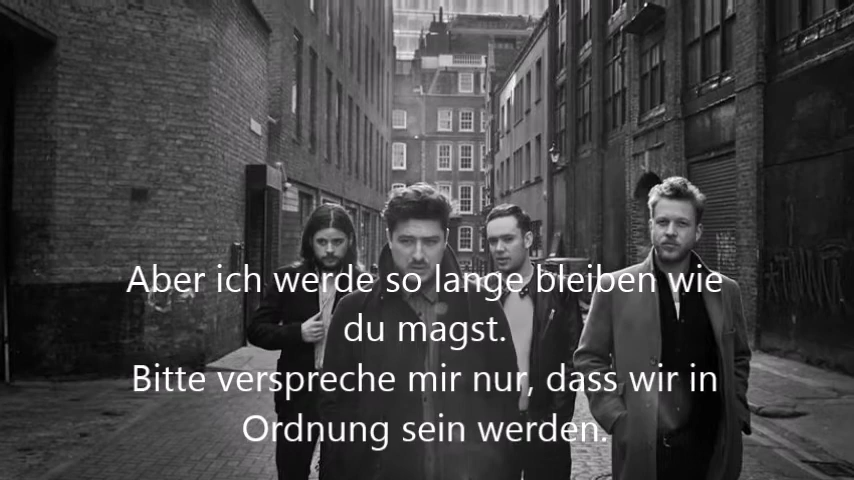 Aber ich werde so lange bleiben wie
du magst.
Bitte verspreche mir nur, dass wir in
Ordnung sein werden.